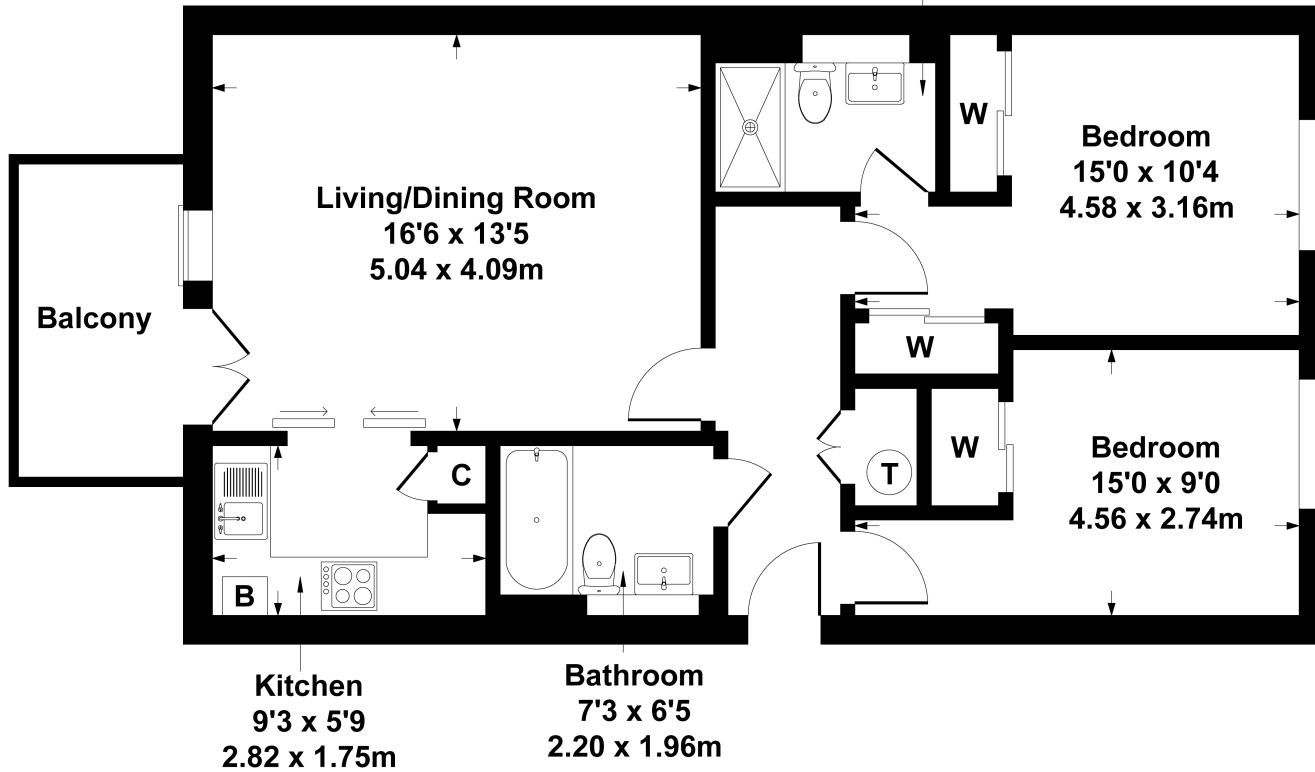 Living/Dining Room
16'6 x 13'5
5.04 x 4.09m
Balcony
W
Bedroom
15'0 x 10'4
4.58 x 3.16m
W
W
T
Bedroom
15'0 x 9'0
4.56 x 2.74m
C
B
Kitchen
9'3 x 5'9
2.82 x 1.75m
Bathroom
7'3 x 6'5
2.20 x 1.96m